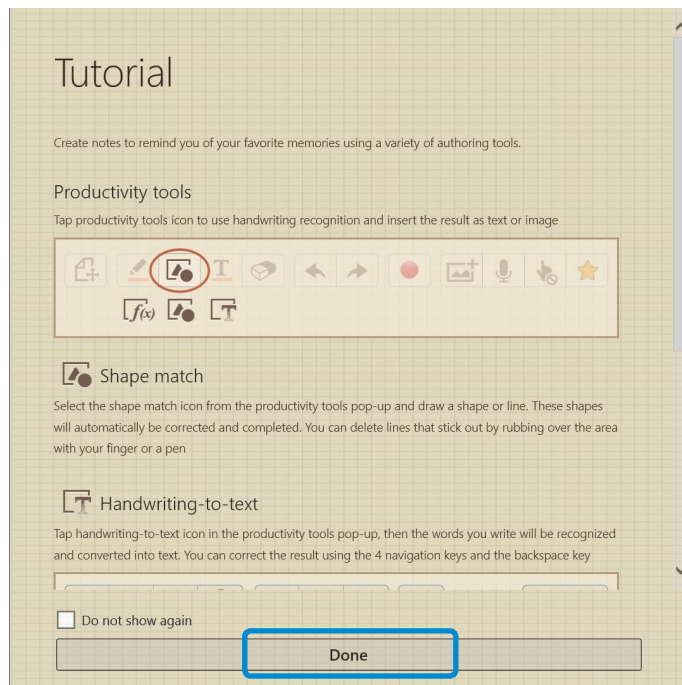 Tutorial
Create notes to remind you of your favorite memories using a variety of authoring tools.
Productivity tools
Tap productivity tools icon to use handwriting recognition and insert the result as text or image
T
f(x) T
Shape match
Select the shape match icon from the productivity tools pop-up and draw a shape or line. These shapes
will automatically be corrected and completed. You can delete lines that stick out by rubbing over the area
with your finger or a pen
T Handwriting-to-text
Tap handwriting-to-text icon in the productivity tools pop-up, then the words you write will be recognized
and converted into text. You can correct the result using the 4 navigation keys and the backspace key
Do not show again
Done